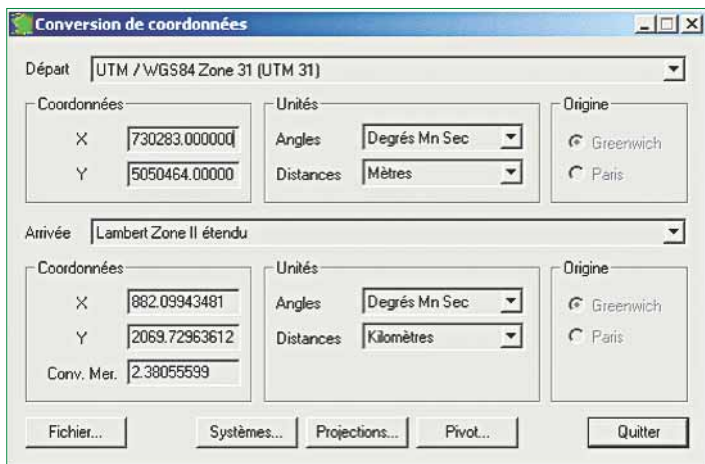 Conversion de coordonnées
Départ UTM / WGS84 Zone 31 (UTM 31)
Coordonnées
X 730283.000000
Y 5050464.00000
Unités
Angles Degrés Mn Sec
Distances Mètres
Origine
Greenwich
Paris
Arrivée Lambert Zone II étendu
Coordonnées
X 882.09943481
Y 2069.72963612
Conv. Mer. 2.38055599
Unités
Angles Degrés Mn Sec
Distances Kilomètres
Origine
Greenwich
Paris
Fichier... Systèmes... Projections... Pivot... Quitter